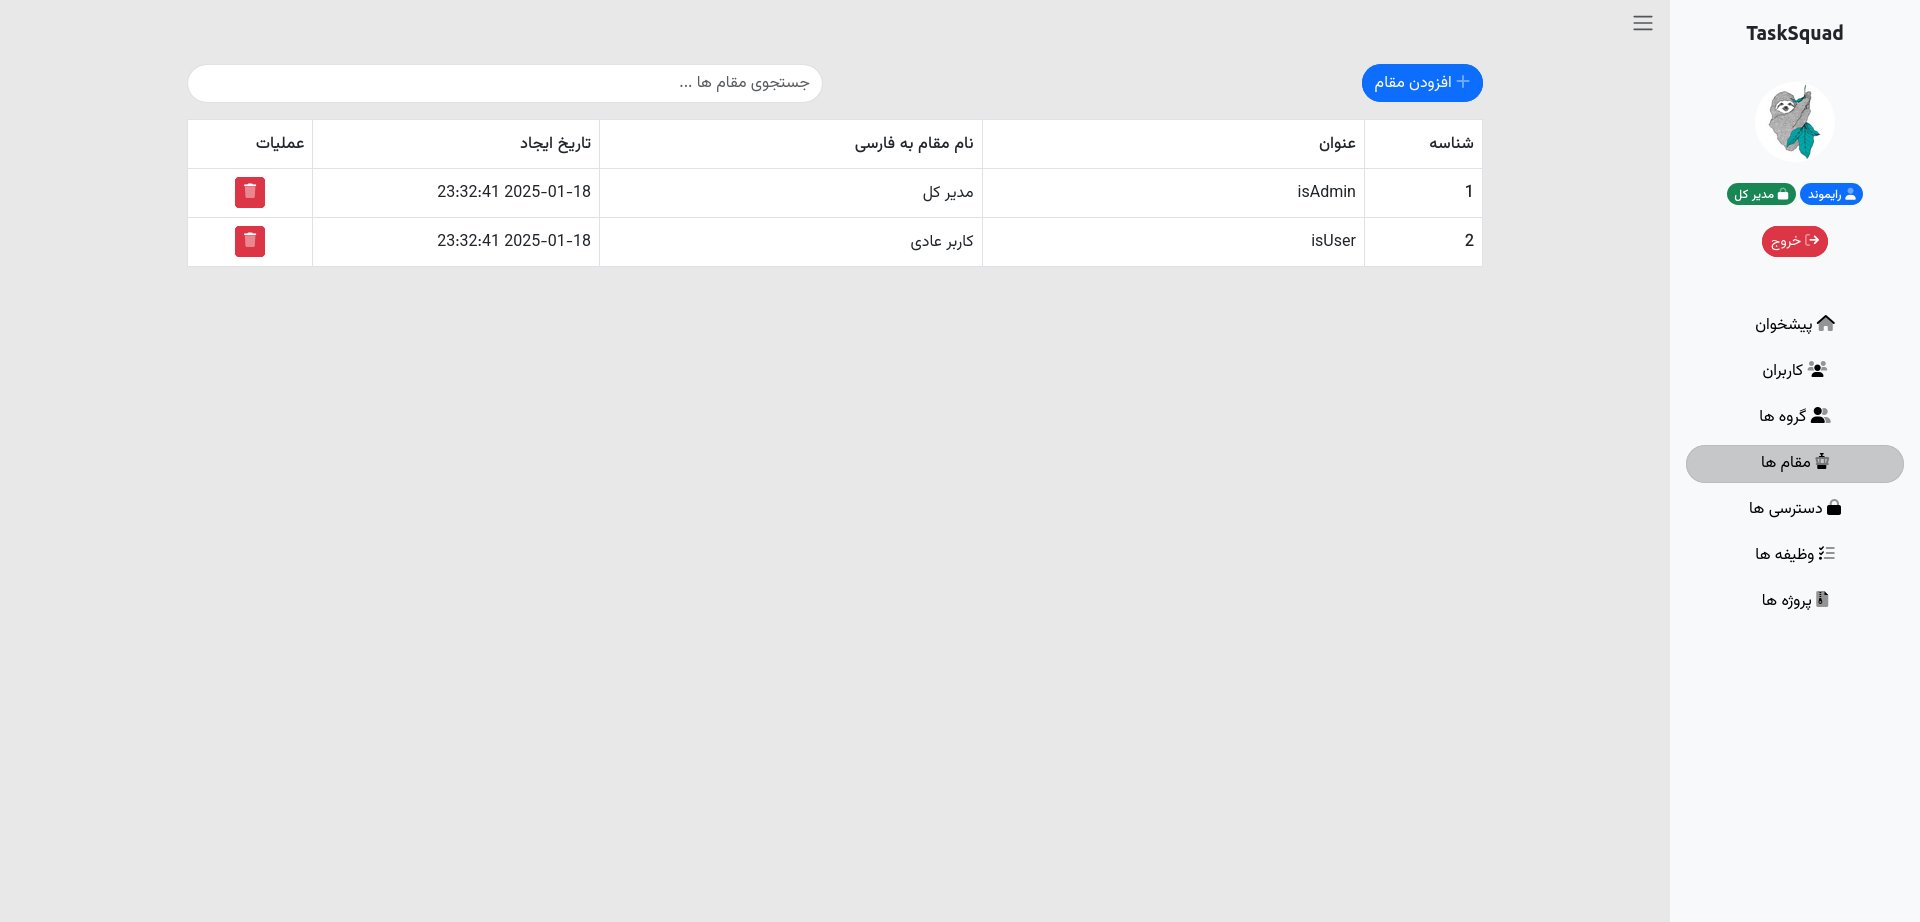 TaskSquad
رایموند
مدیر کل
خروج
پیشخوان
کاربران
گروه ها
مقام ها
دسترسی ها
وظیفه ها
پروژه ها
افزودن مقام
جستجوی مقام ها ...
شناسه عنوان نام مقام به فارسی تاریخ ایجاد عملیات
1 isAdmin مدیر کل 2025-01-18 23:32:41
2 isUser کاربر عادی 2025-01-18 23:32:41